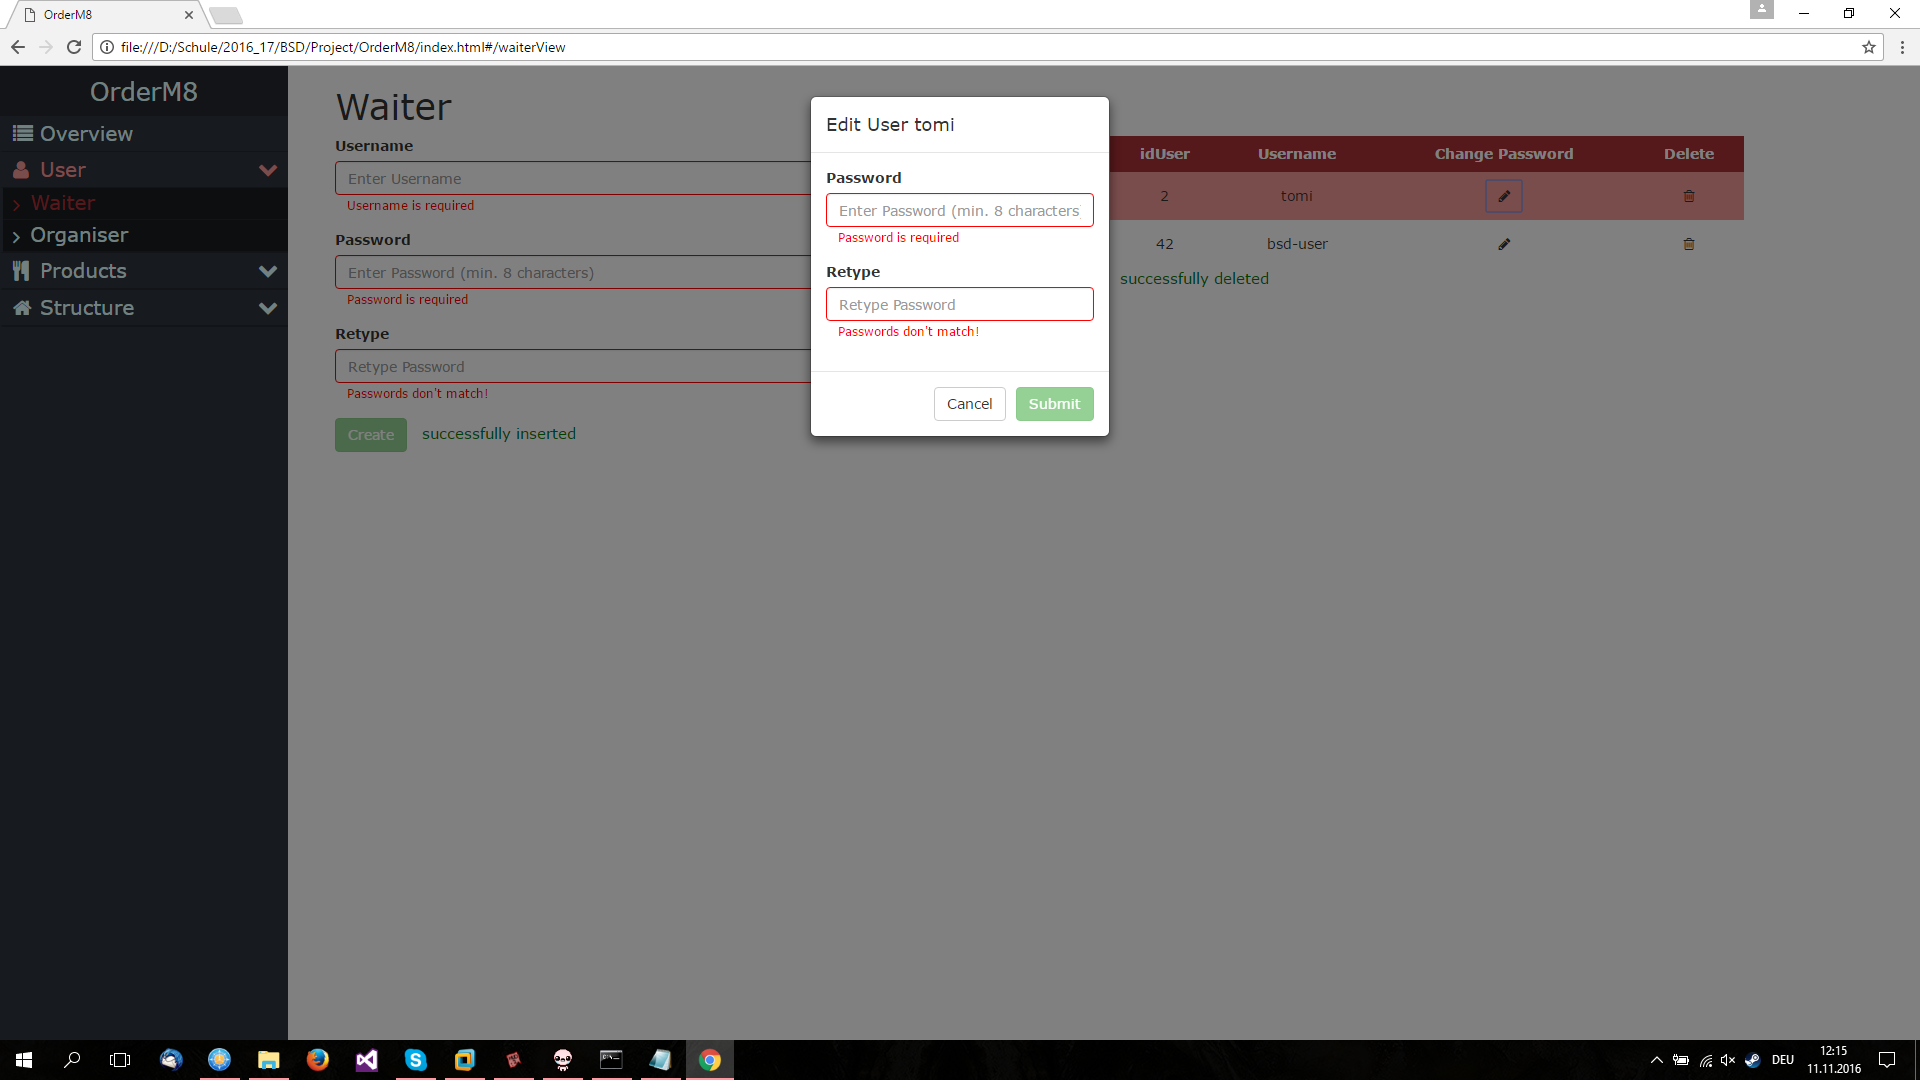 OrderM8
file:///D:/Schule/2016_17/BSD/Project/OrderM8/index.html#/waiterView
OrderM8
Overview
User
Waiter
Organiser
Products
Structure
Waiter
Username
Enter Username
Username is required
Password
Enter Password (min. 8 characters)
Password is required
Retype
Retype Password
Passwords don't match!
Create successfully inserted
Edit User tomi
Password
Enter Password (min. 8 characters)
Password is required
Retype
Retype Password
Passwords don't match!
Cancel Submit
idUser Username Change Password Delete
2 tomi
42 bsd-user
successfully deleted
DEU
12:15
11.11.2016